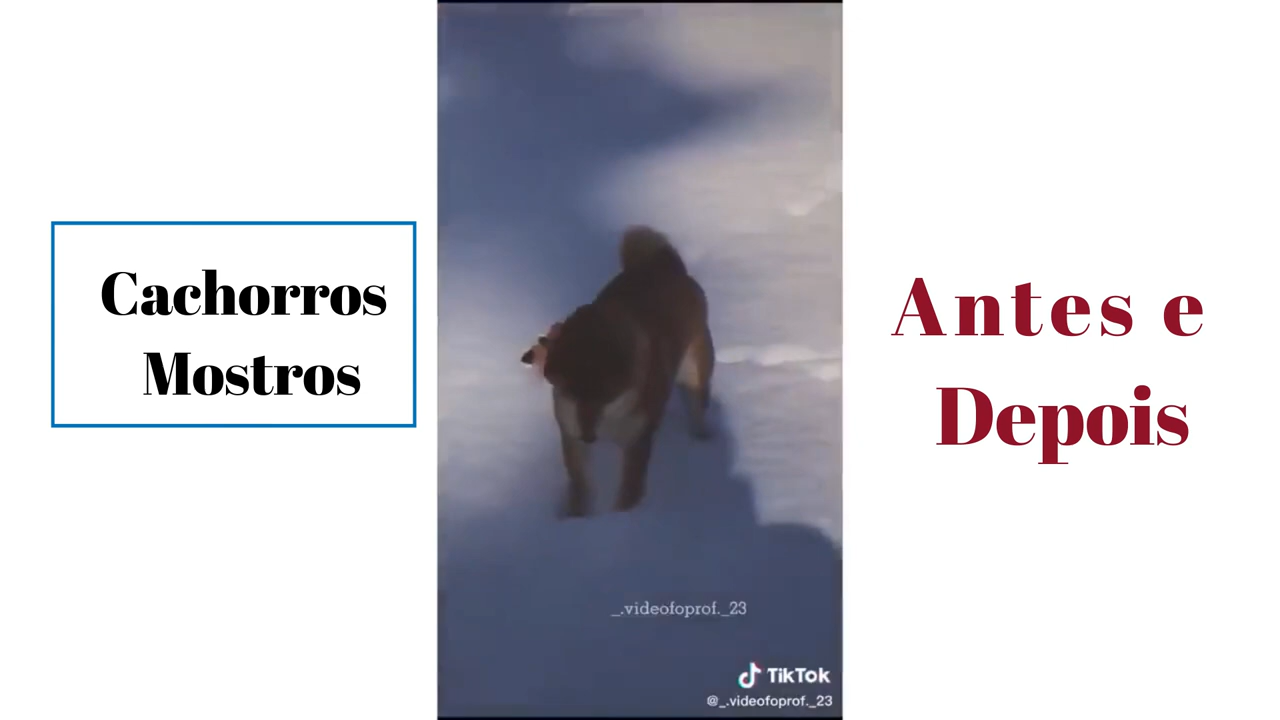 Cachorros
Mostros
Antes e
Depois
_.videofoprof._23
TikTok
@_.videofoprof._23